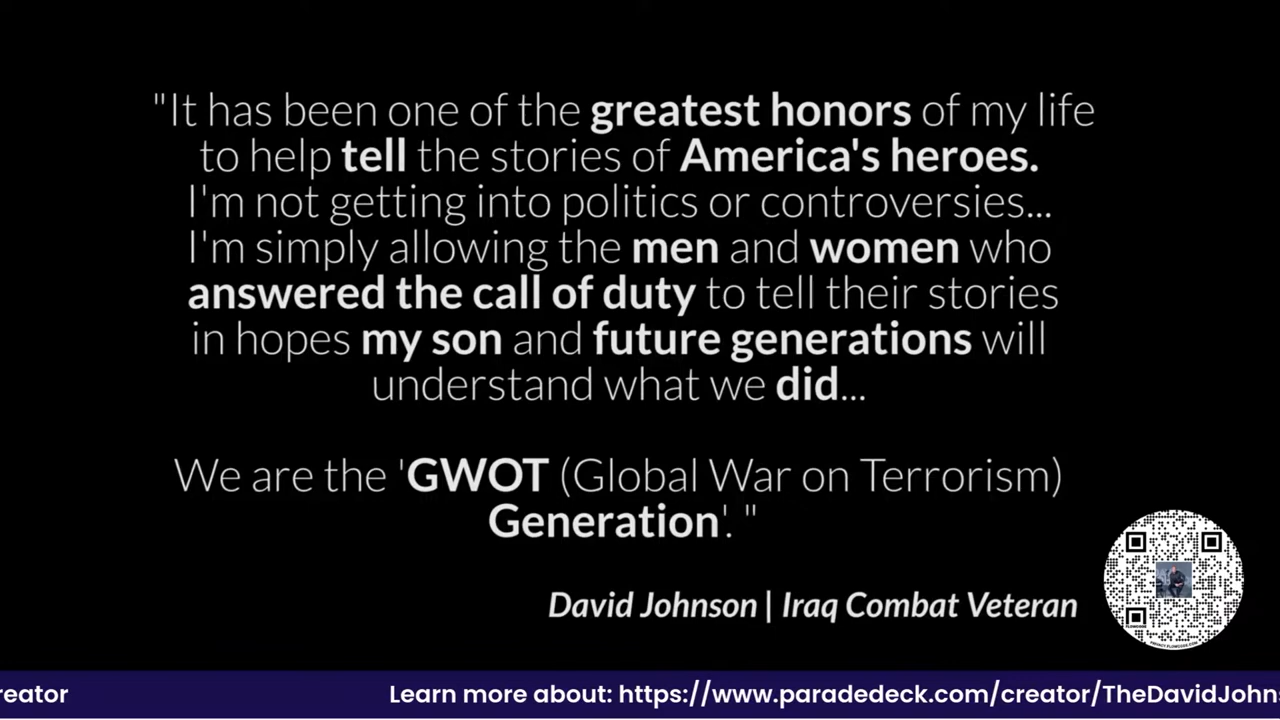 "It has been one of the greatest honors of my life
to help tell the stories of America's heroes.
I'm not getting into politics or controversies...
I'm simply allowing the men and women who
answered the call of duty to tell their stories
in hopes my son and future generations will
understand what we did...
We are the 'GWOT (Global War on Terrorism)
Generation'. "
David Johnson | Iraq Combat Veteran
reator Learn more about: https://www.paradedeck.com/creator/TheDavidJohns